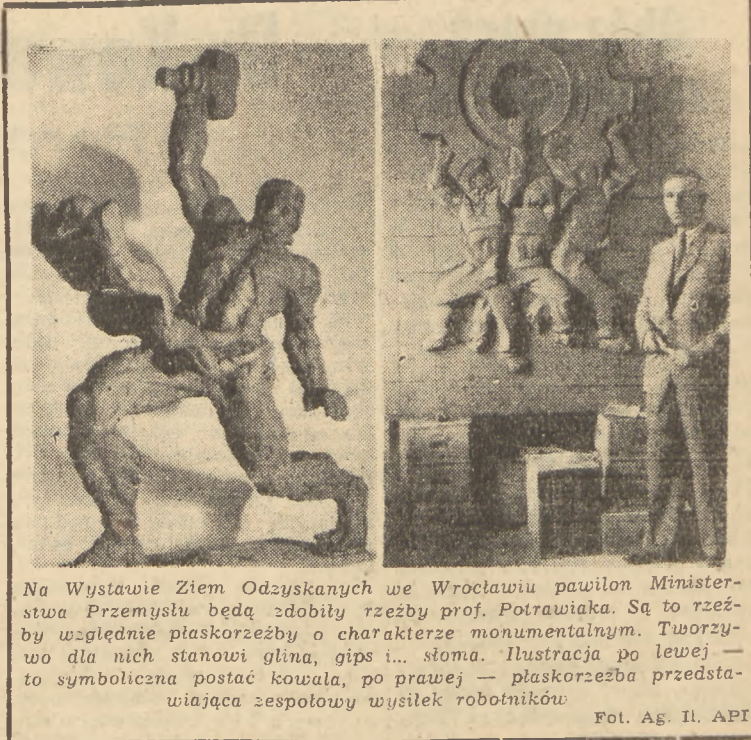 Na Wystawie Ziem Odzyskanych we Wrocławiu pawilon Minister-
stwa Przemysłu będą zdobiły rzeźby prof. Potrawiaka. Są to rzeź-
by względnie płaskorzeźby o charakterze monumentalnym. Tworzy-
wo dla nich stanowi glina, gips i... słoma. Ilustracja po lewej —
to symboliczna postać kowala, po prawej — płaskorzeźba przedsta-
wiająca zespołowy wysiłek robotników
Fot. Ag. Il. API